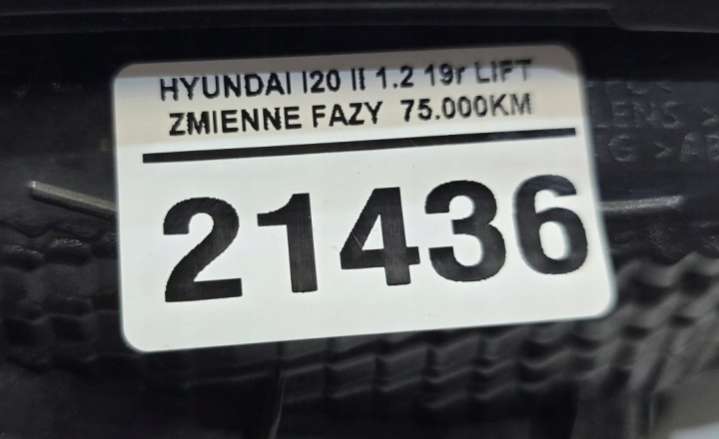 HYUNDAI I20 II 1.2 19r LIFT
ZMIENNE FAZY 75.000KM
21436